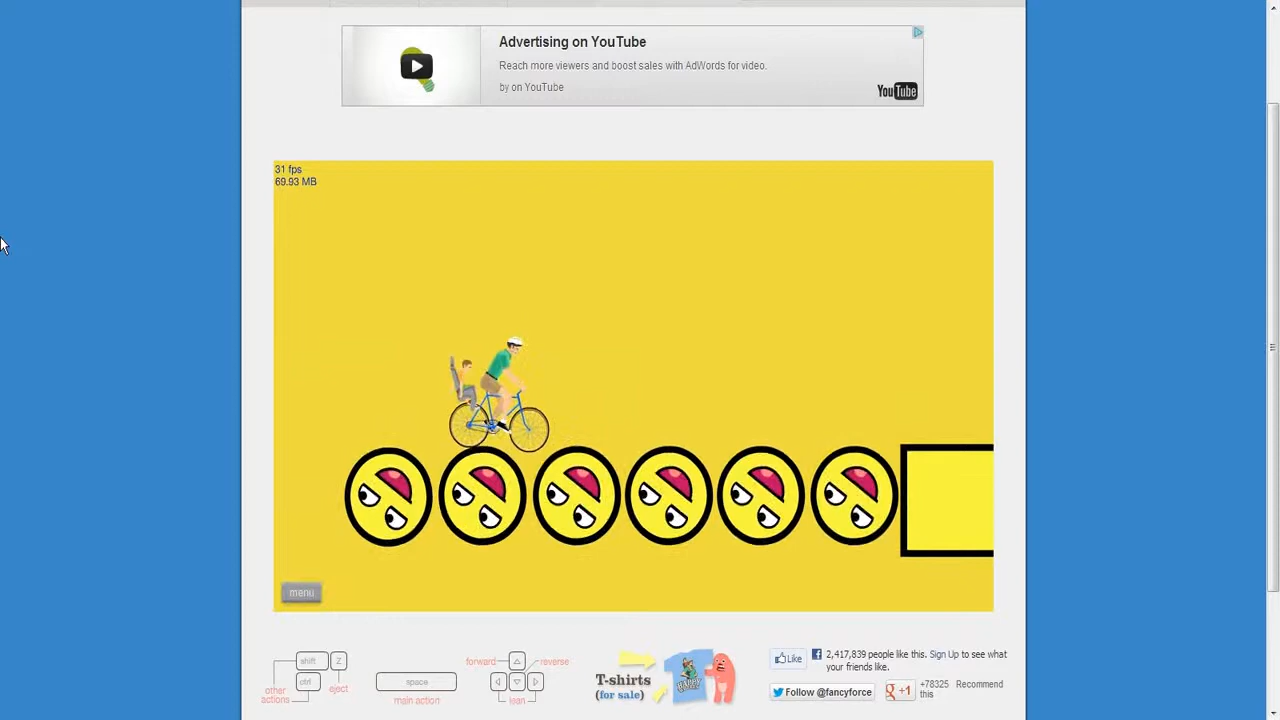 Advertising on YouTube
Reach more viewers and boost sales with AdWords for video.
by on YouTube
YouTube
31 fps
69.93 MB
menu
shift
Z
ctrl
other actions
eject
space
main action
forward
reverse
lean
T-shirts
(for sale)
Like
2,417,839 people like this. Sign Up to see what
your friends like.
Follow @fancyforce
g +1
+78325 Recommend
this